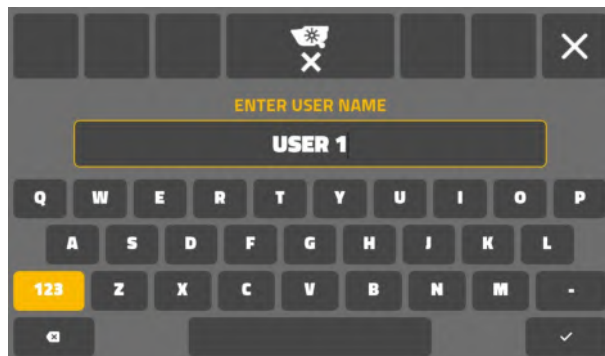 ENTER USER NAME
USER 1
Q W E R T Y U I O P
A S D F G H J K L
123 Z X C V B N M -